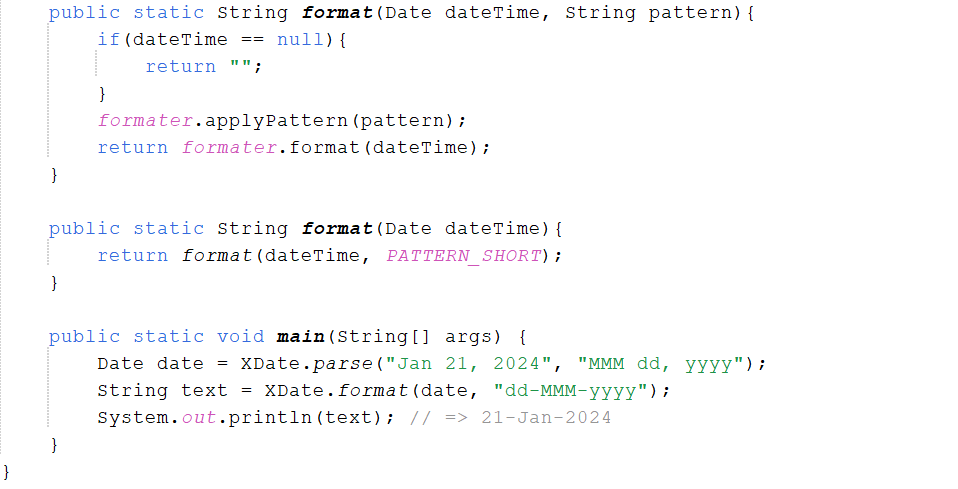 public static String format(Date dateTime, String pattern){
if(dateTime == null){
return "";
}
formater.applyPattern(pattern);
return formater.format(dateTime);
}
public static String format(Date dateTime){
return format(dateTime, PATTERN_SHORT);
}
public static void main(String[] args) {
Date date = XDate.parse("Jan 21, 2024", "MMM dd, yyyy");
String text = XDate.format(date, "dd-MMM-yyyy");
System.out.println(text); // => 21-Jan-2024
}
}